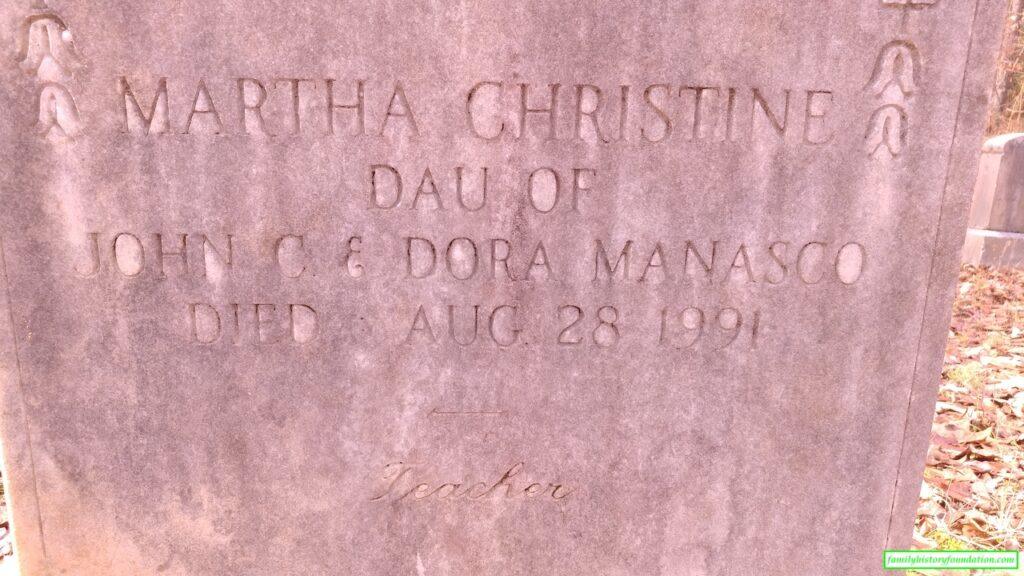 MARTHA CHRISTINE
DAU OF
JOHN C. & DORA MANASCO
DIED AUG. 28 1991
Teacher
familyhistoryfoundation.com